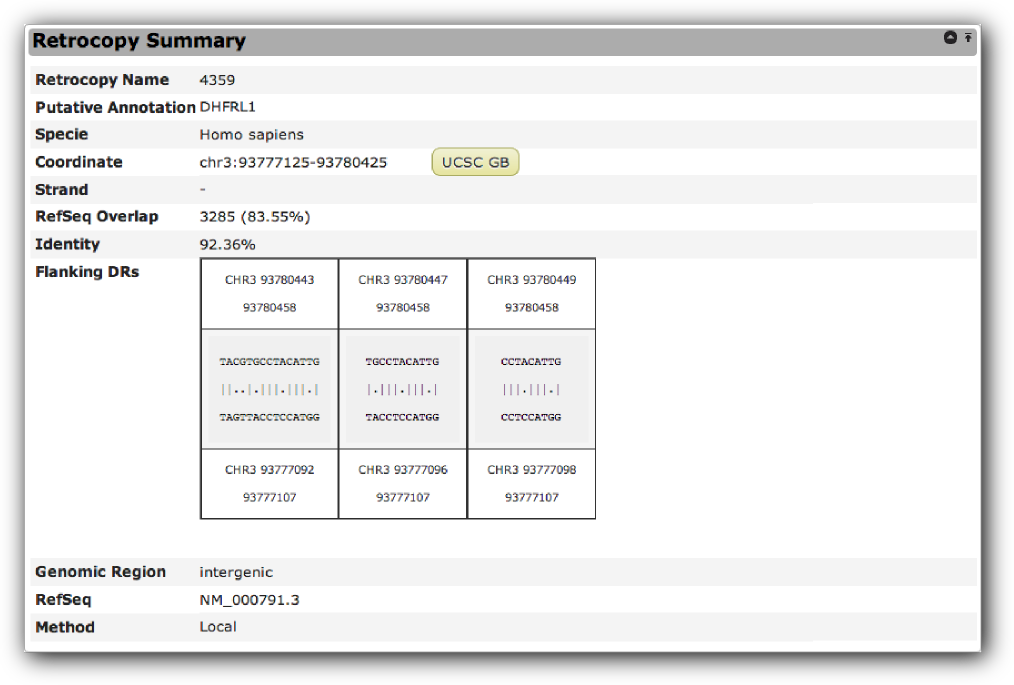 Retrocopy Summary
Retrocopy Name 4359
Putative Annotation DHFRL1
Specie Homo sapiens
Coordinate chr3:93777125-93780425 UCSC GB
Strand -
RefSeq Overlap 3285 (83.55%)
Identity 92.36%
Flanking DRs
CHR3 93780443 CHR3 93780447 CHR3 93780449
93780458 93780458 93780458
TACGTGCCTACATTG TGCCTACATTG CCTACATTG
||..|.|||.|||.| |.|||.|||.| |||.|||.|
TAGTTACCTCCATGG TACCTCCATGG CCTCCATGG
CHR3 93777092 CHR3 93777096 CHR3 93777098
93777107 93777107 93777107
Genomic Region intergenic
RefSeq NM_000791.3
Method Local